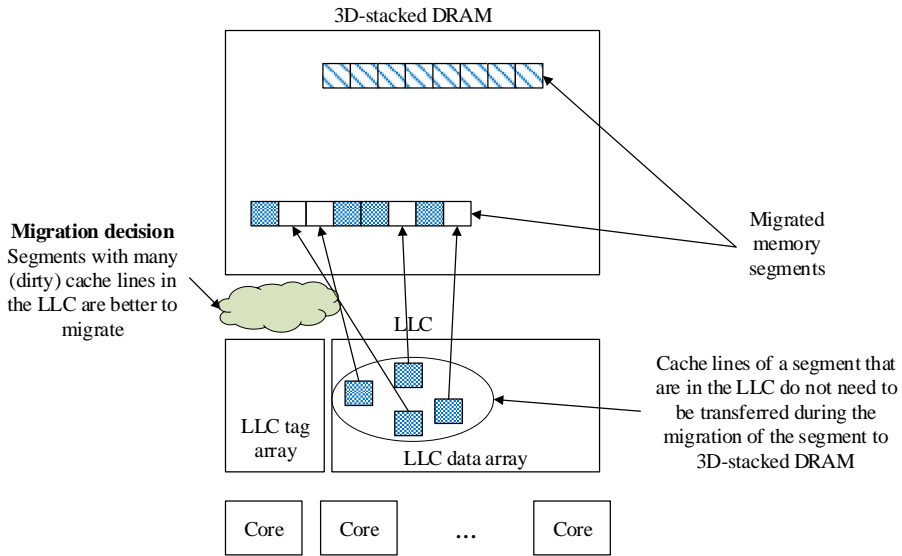 3D-stacked DRAM
Migration decision
Segments with many
(dirty) cache lines in
the LLC are better to
migrate
Migrated
memory
segments
LLC
LLC tag
array
LLC data array
Cache lines of a segment that
are in the LLC do not need to
be transferred during the
migration of the segment to
3D-stacked DRAM
Core
Core
...
Core